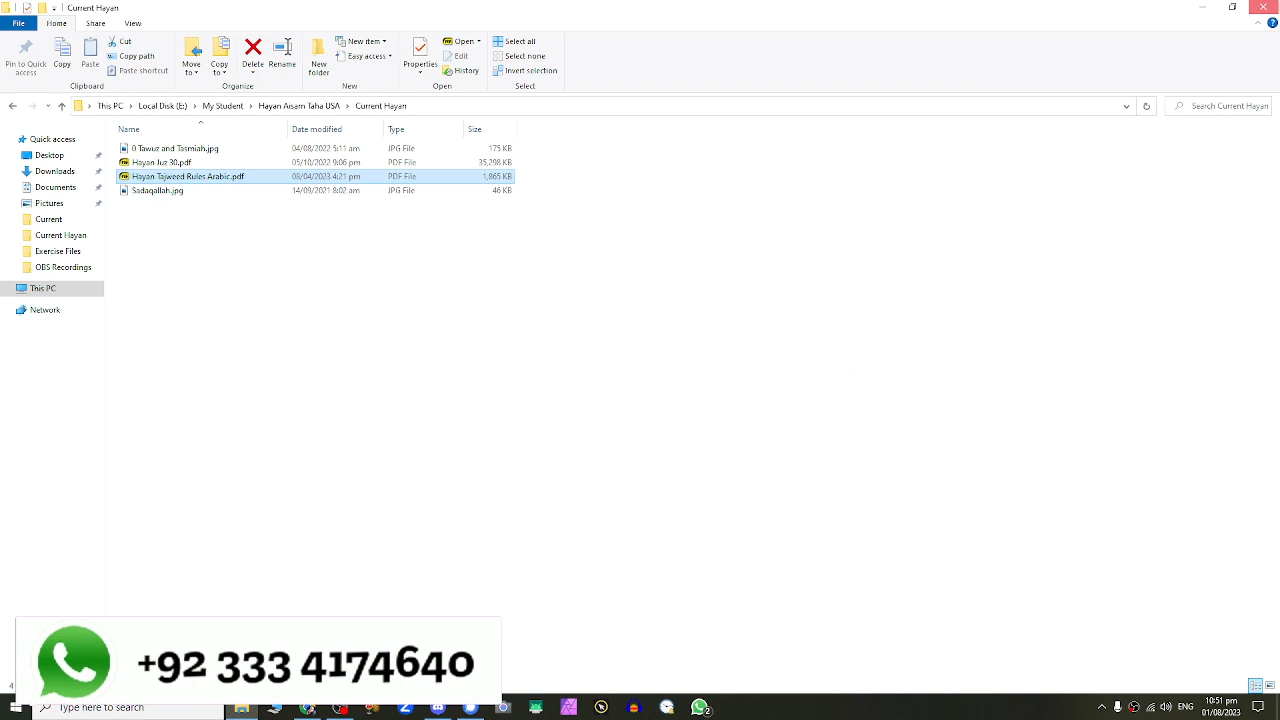 Current Hayan
File Home Share View
Pin to Quick access
Copy
Paste
Cut
Copy path
Paste shortcut
Clipboard
Move to
Copy to
Delete
Rename
Organize
New folder
New item
Easy access
New
Properties
Open
Edit
History
Open
Select all
Select none
Invert selection
Select
This PC > Local Disk (E:) > My Student > Hayan Aisam Taha USA > Current Hayan
Search Current Hayan
Name Date modified Type Size
0 Tawuz and Tasmiah.jpg 04/08/2022 5:11 am JPG File 175 KB
Hayan Juz 30.pdf 05/10/2022 9:06 pm PDF File 35,298 KB
Hayan Tajweed Rules Arabic.pdf 08/04/2023 4:21 pm PDF File 1,865 KB
Sadaqallah.jpg 14/09/2021 8:02 am JPG File 46 KB
Quick access
Desktop
Downloads
Documents
Pictures
Current
Current Hayan
Exercise Files
OBS Recordings
This PC
Network
+92 333 4174640
4
Type here to search
2
ENG
10:51 pm
01/08/2023